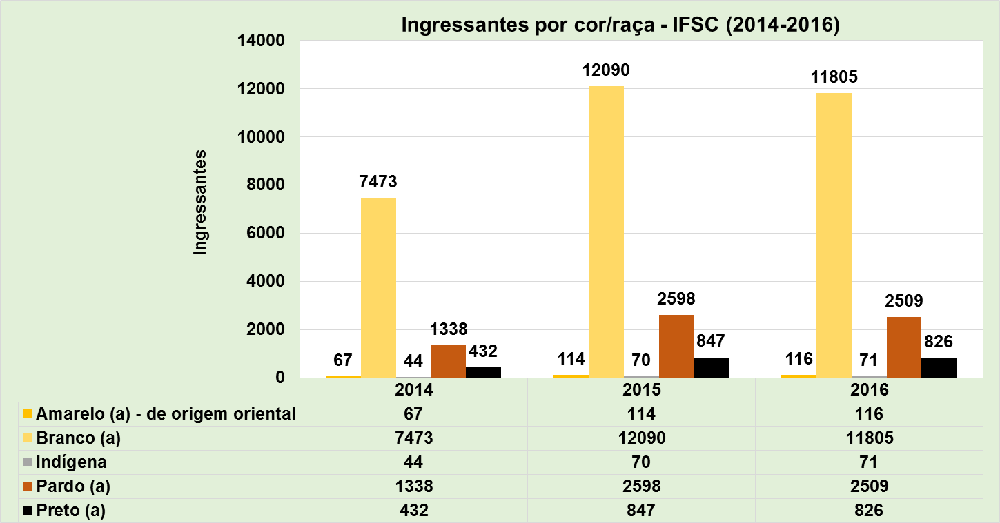 Ingressantes por cor/raça - IFSC (2014-2016)
Ingressantes
14000
12000
10000
8000
6000
4000
2000
0
67
7473
44
1338
432
114
12090
70
2598
847
116
11805
71
2509
826
2014 2015 2016
Amarelo (a) - de origem oriental 67 114 116
Branco (a) 7473 12090 11805
Indígena 44 70 71
Pardo (a) 1338 2598 2509
Preto (a) 432 847 826